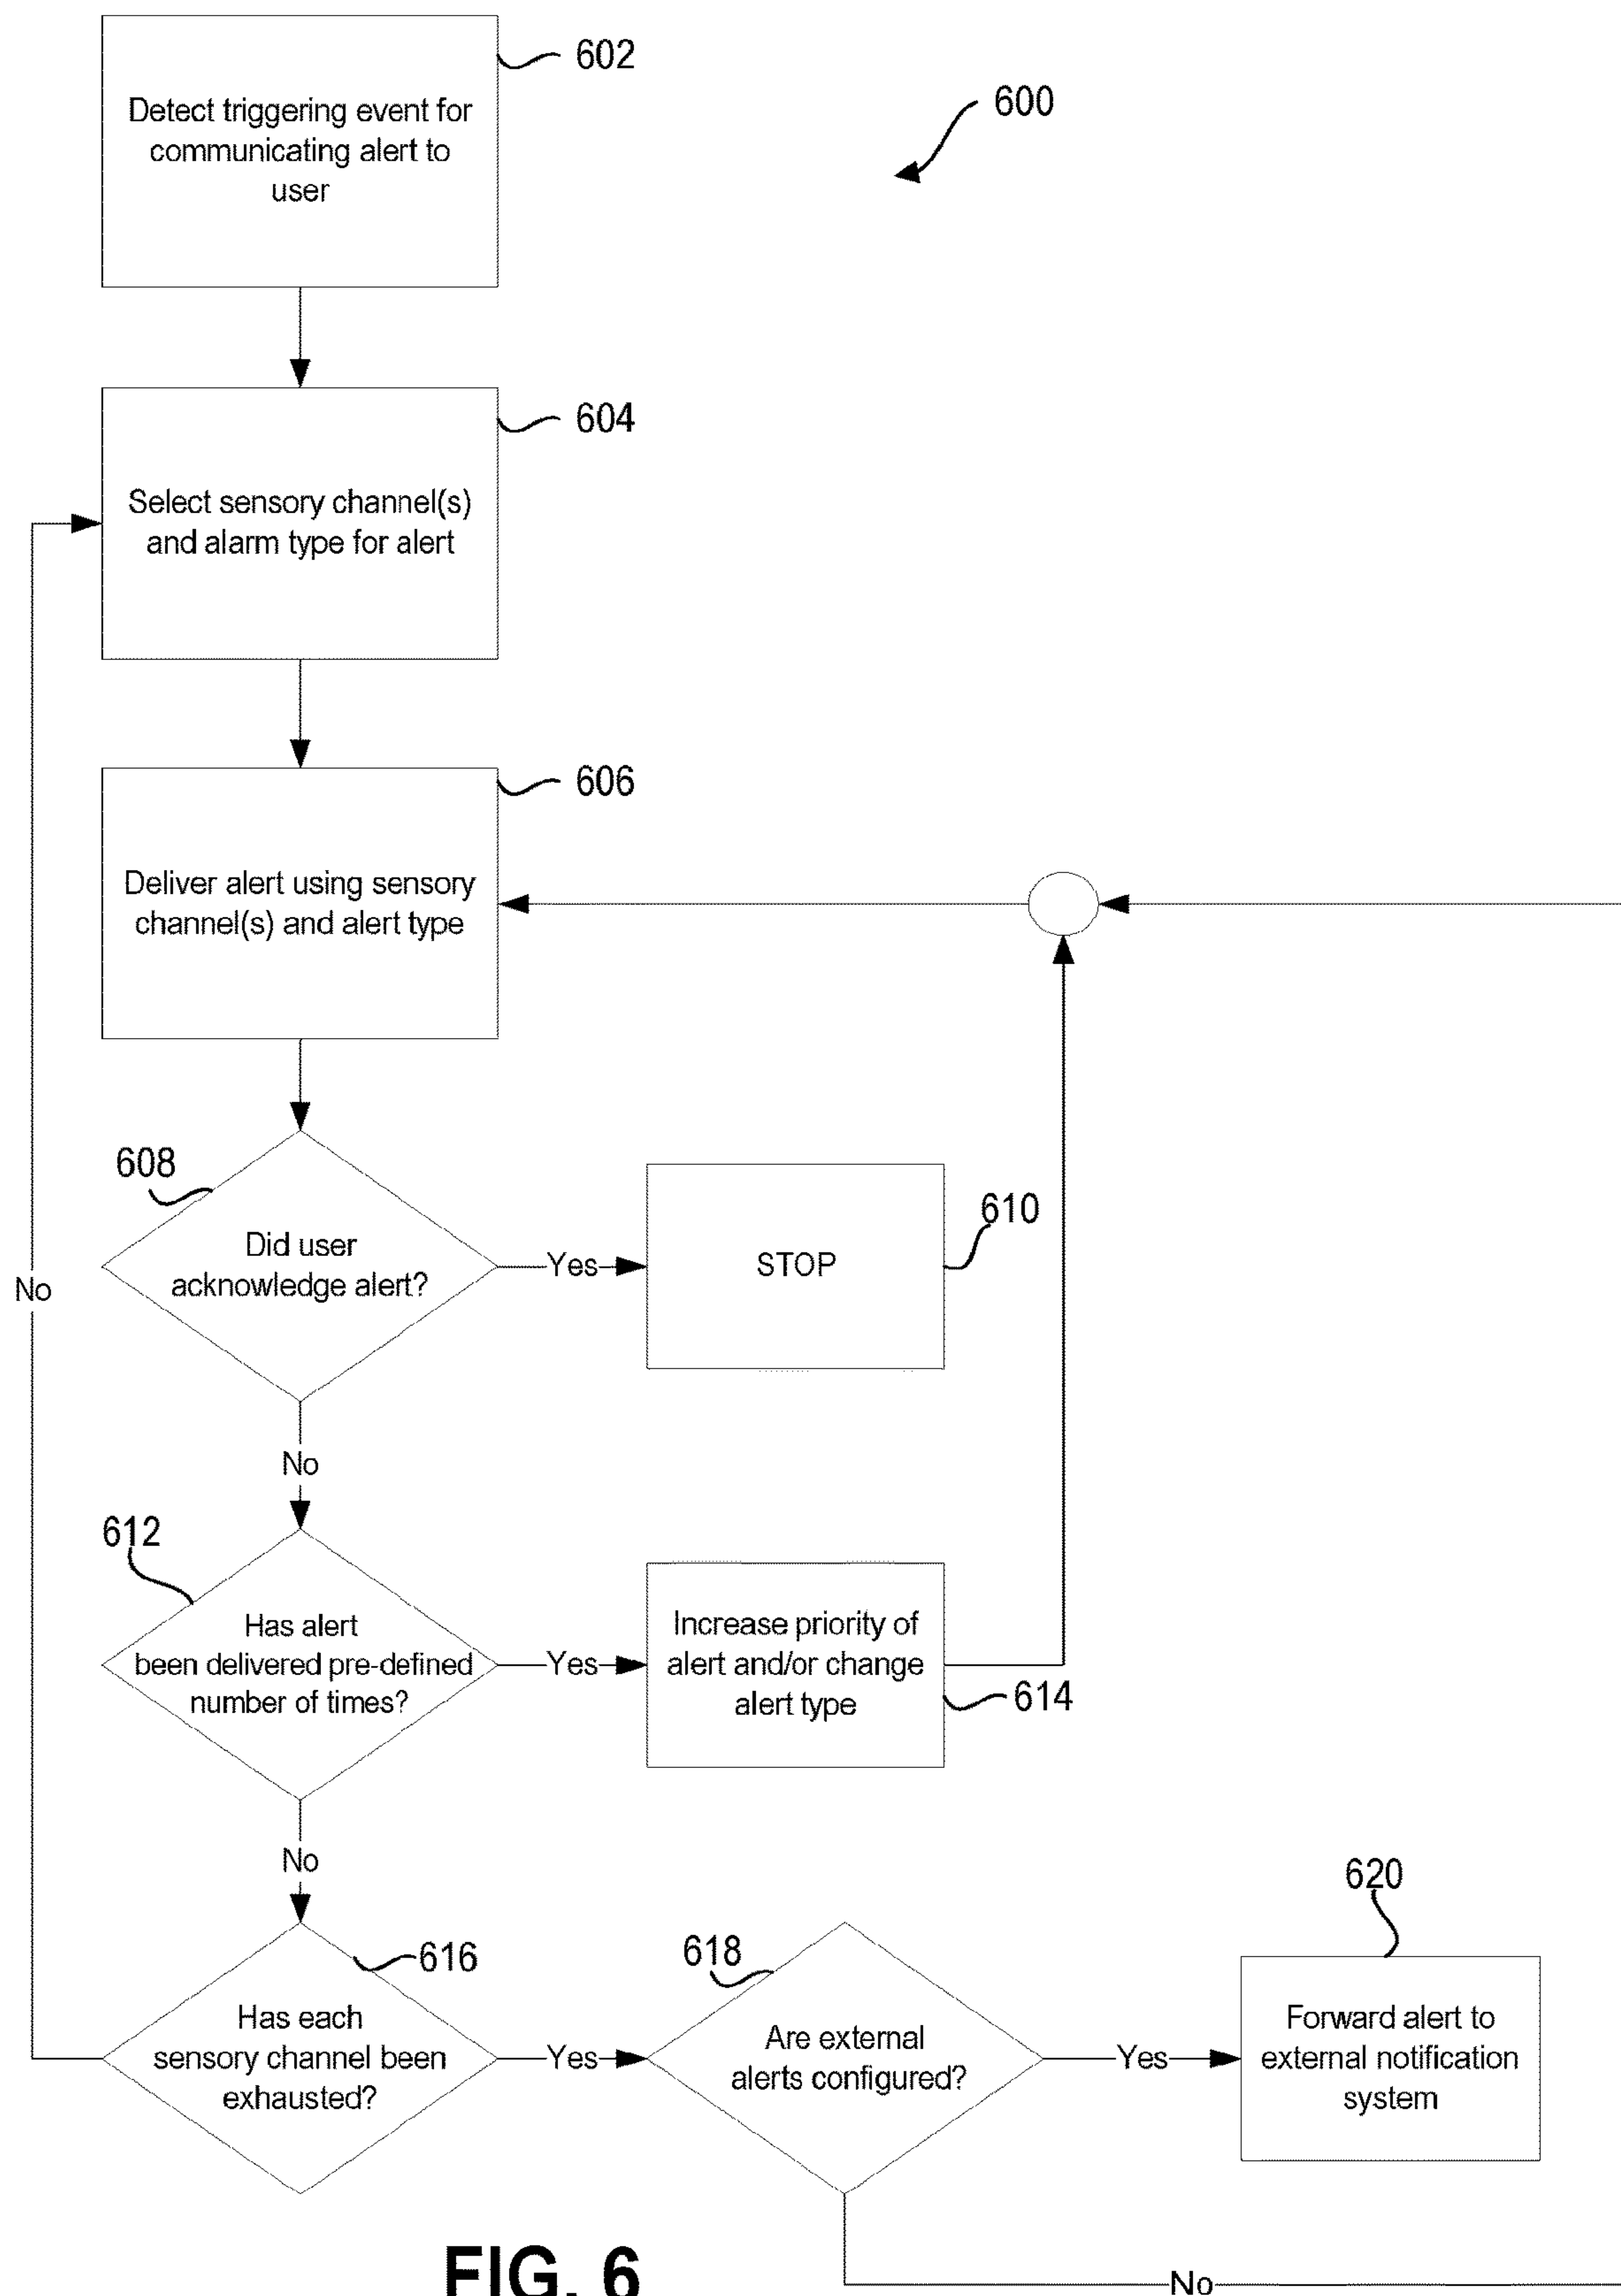 602
Detect triggering event for
communicating alert to
user
600
604
Select sensory channel(s)
and alarm type for alert
606
Deliver alert using sensory
channel(s) and alert type
608
Did user
acknowledge alert?
Yes
STOP
610
No
No
612
Has alert
been delivered pre-defined
number of times?
Yes
Increase priority of
alert and/or change
alert type
614
No
616
Has each
sensory channel been
exhausted?
Yes
618
Are external
alerts configured?
Yes
620
Forward alert to
external notification
system
No
FIG. 6